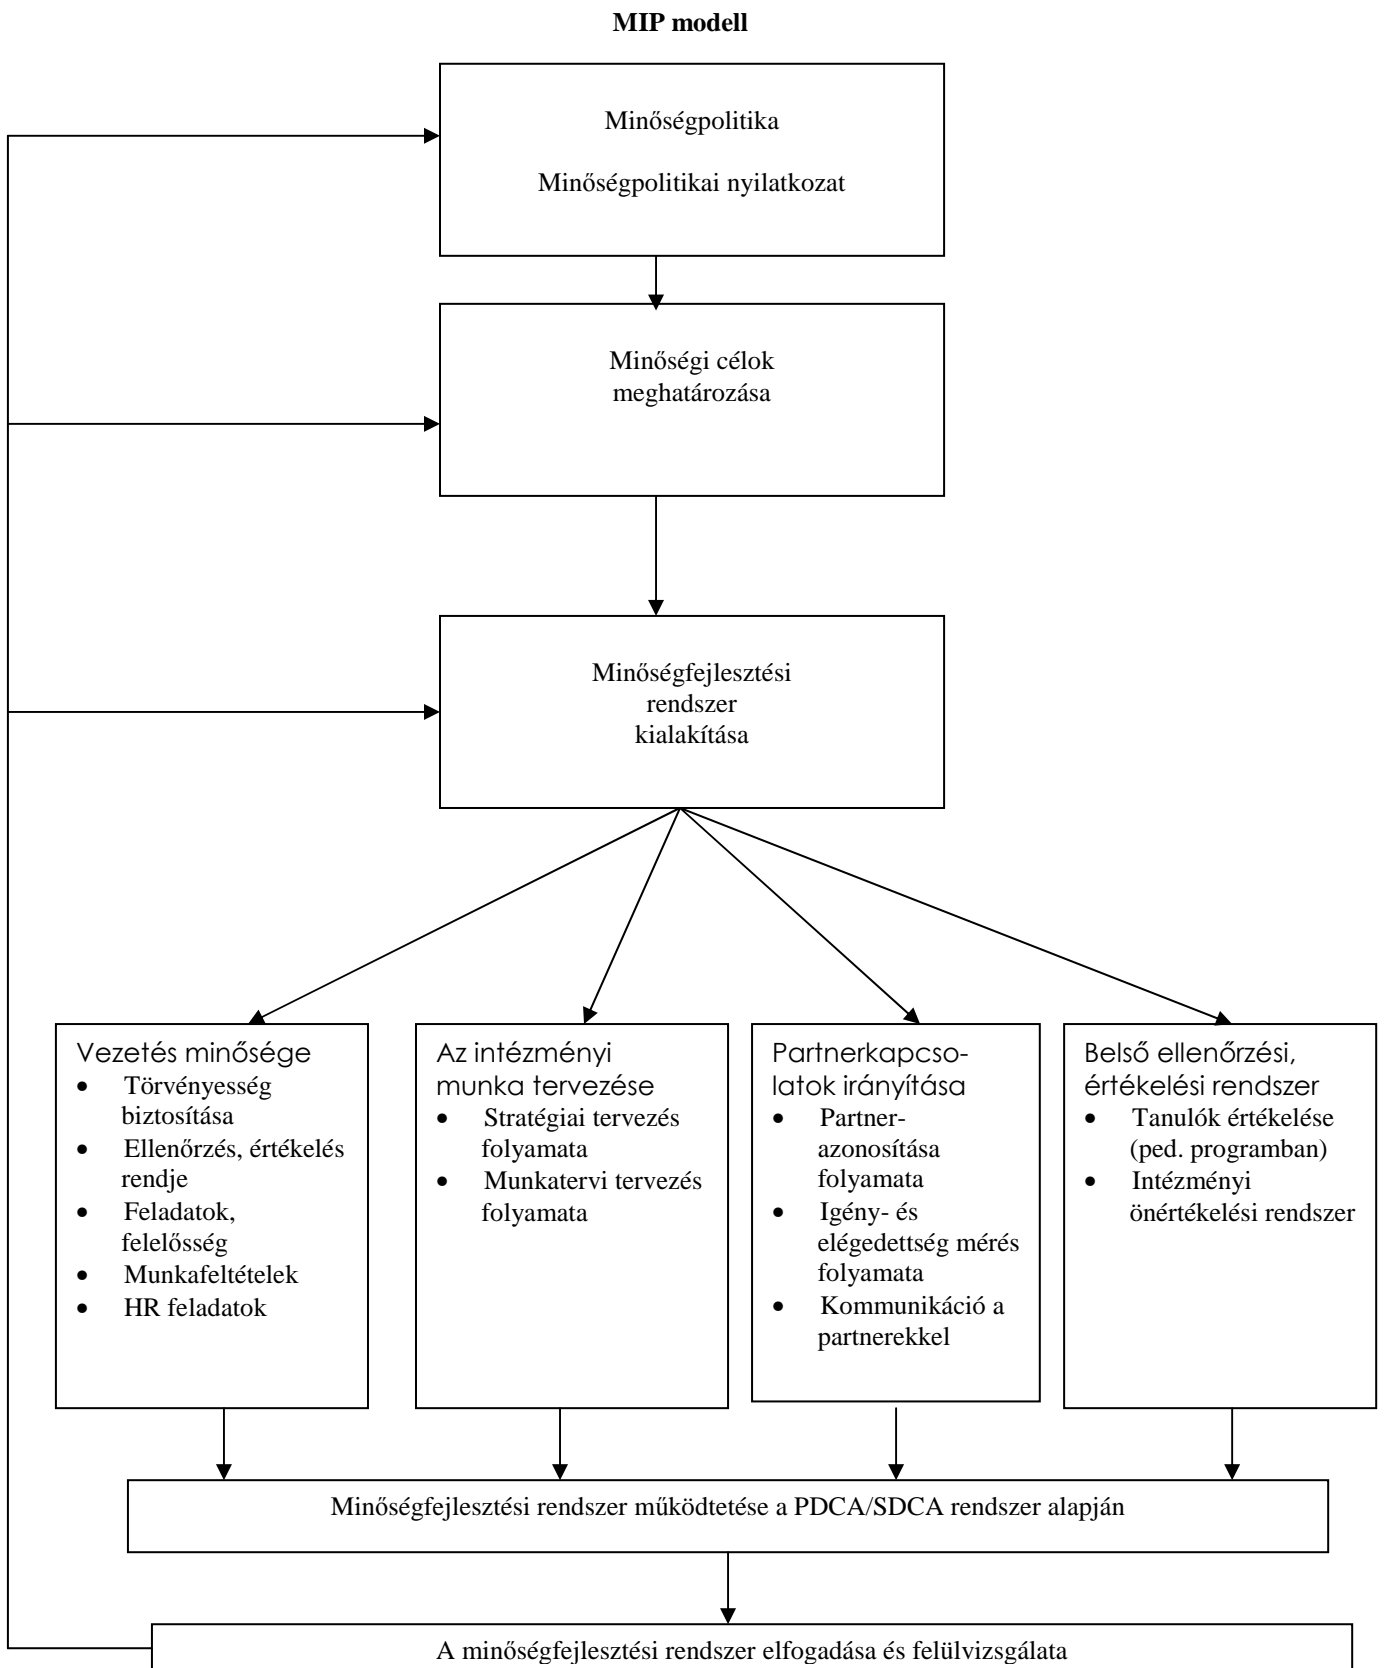 MIP modell
Minőségpolitika
Minőségpolitikai nyilatkozat
Minőségi célok
meghatározása
Minőségfejlesztési
rendszer
kialakítása
Vezetés minősége
• Törvényesség
biztosítása
• Ellenőrzés, értékelés
rendje
• Feladatok,
felelősség
• Munkafeltételek
• HR feladatok
Az intézményi
munka tervezése
• Stratégiai tervezés
folyamata
• Munkatervi tervezés
folyamata
Partnerkapcso-
latok irányítása
• Partner-
azonosítása
folyamata
• Igény- és
elégedettség mérés
folyamata
• Kommunikáció a
partnerekkel
Belső ellenőrzési,
értékelési rendszer
• Tanulók értékelése
(ped. programban)
• Intézményi
önértékelési rendszer
Minőségfejlesztési rendszer működtetése a PDCA/SDCA rendszer alapján
A minőségfejlesztési rendszer elfogadása és felülvizsgálata